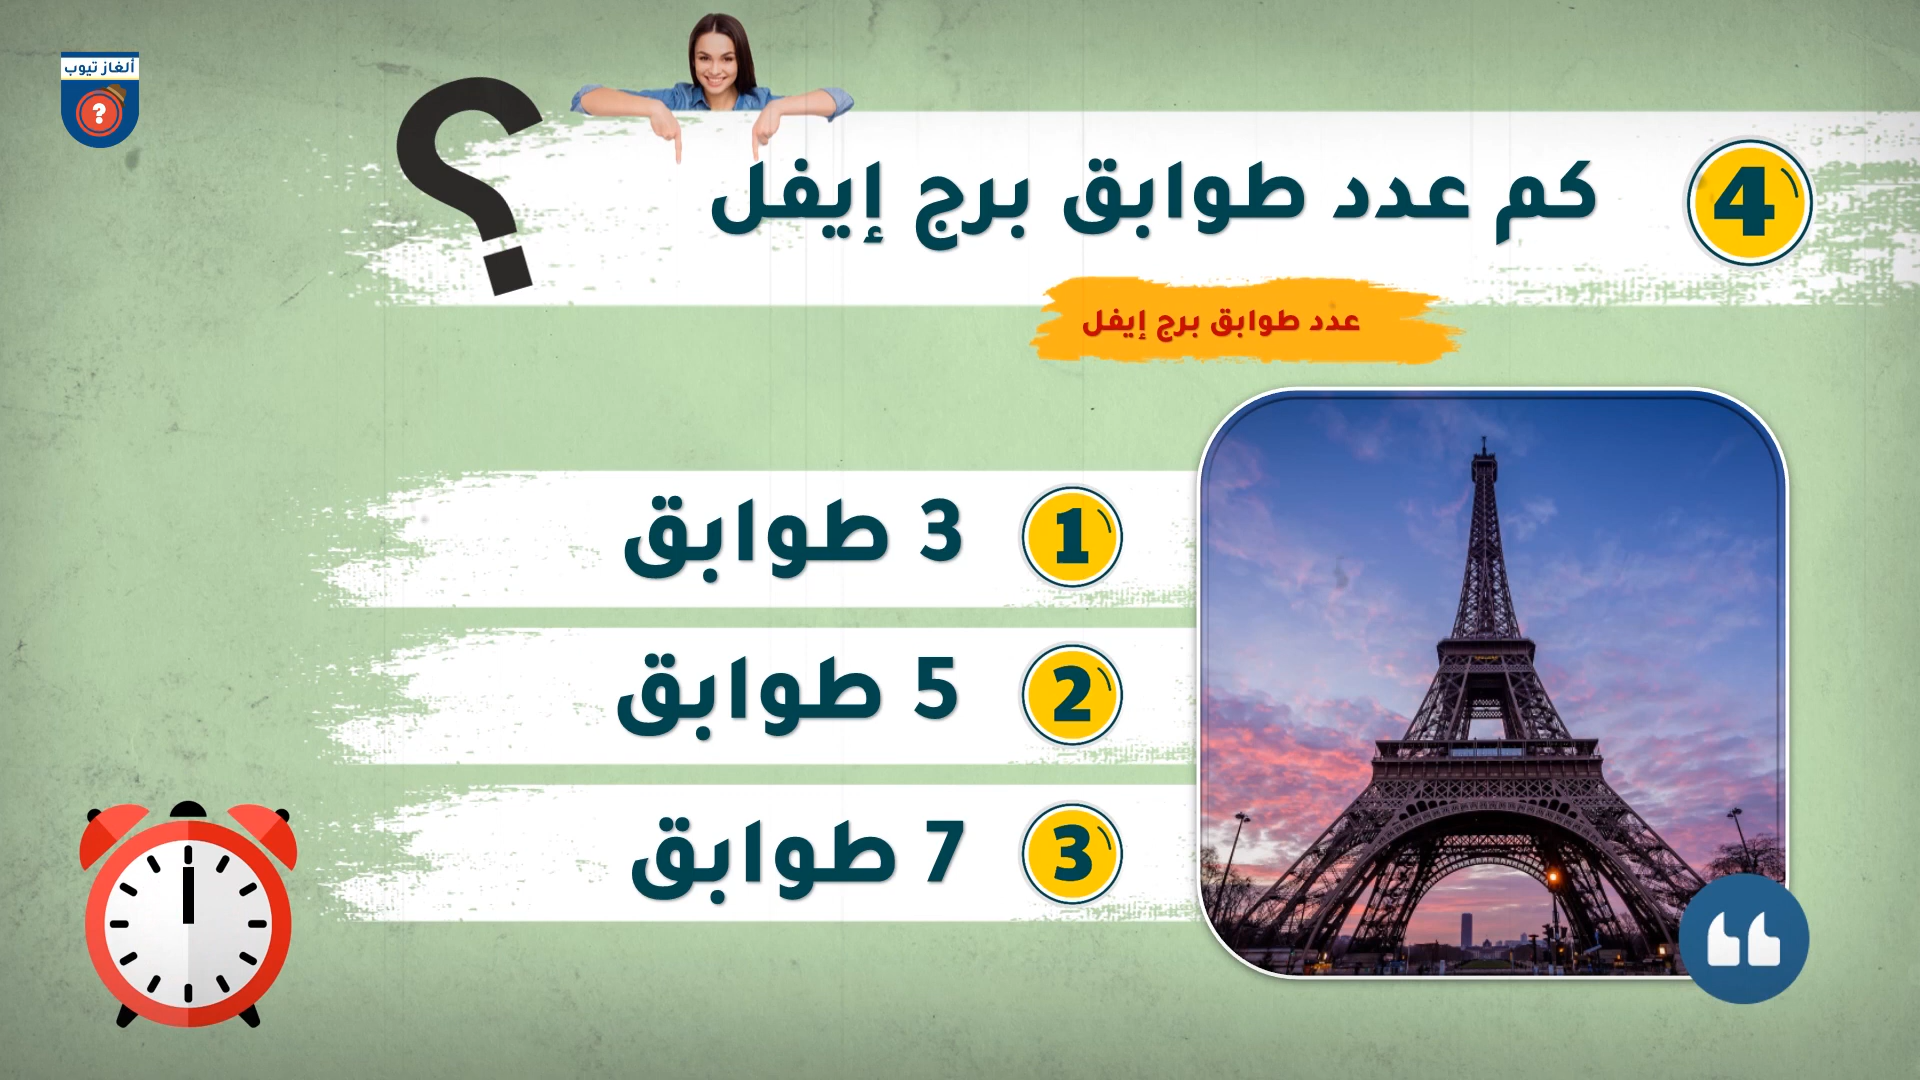 ألغاز تيوب
?
4
كم عدد طوابق برج إيفل
؟
عدد طوابق برج إيفل
1 3 طوابق
2 5 طوابق
3 7 طوابق